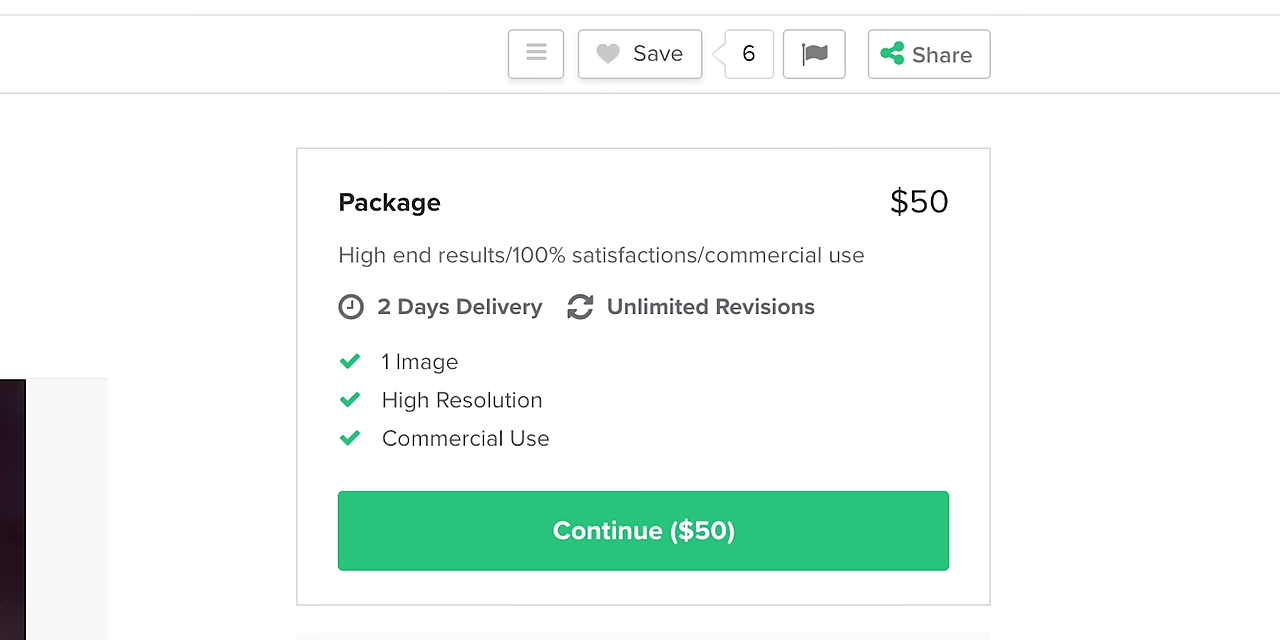 Save
6
Share
Package
$50
High end results/100% satisfactions/commercial use
2 Days Delivery
Unlimited Revisions
1 Image
High Resolution
Commercial Use
Continue ($50)